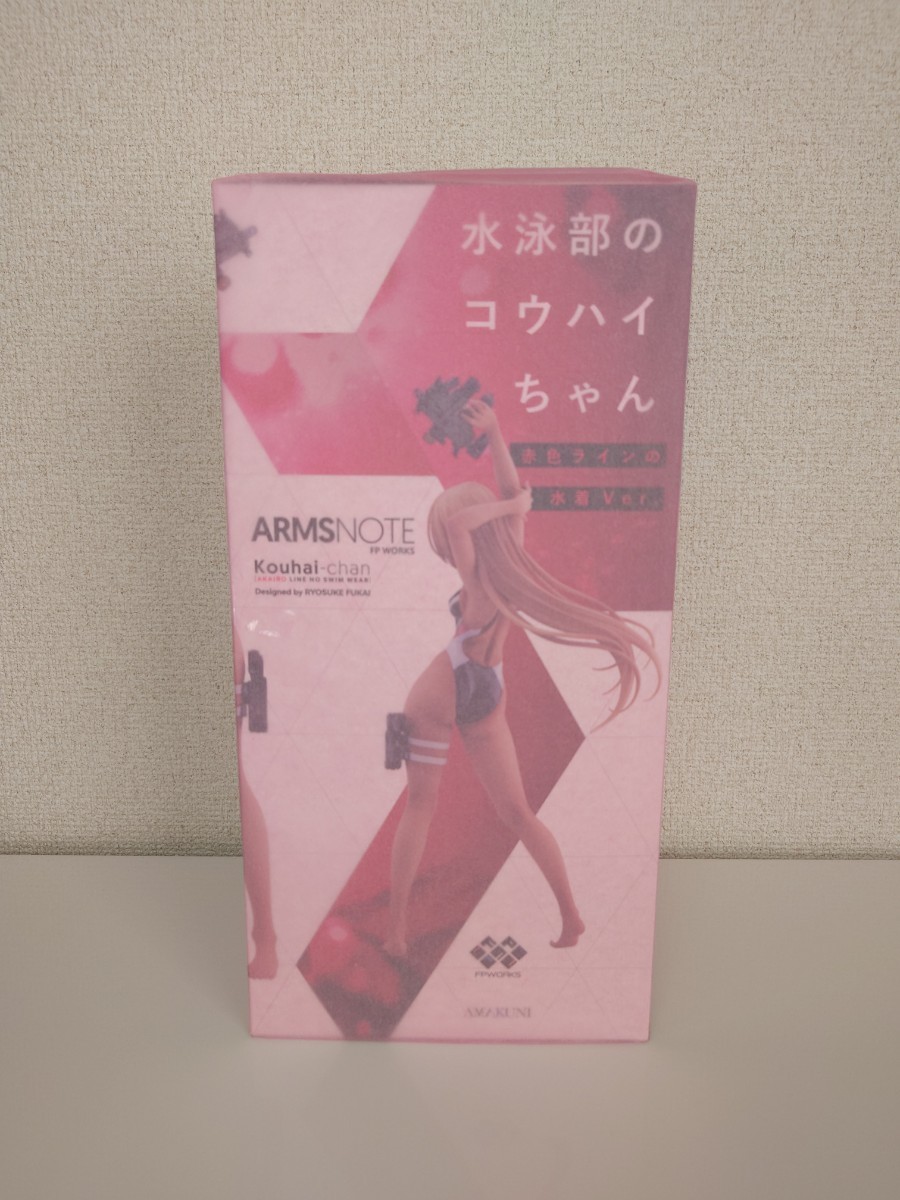 水泳部の
コウハイ
ちゃん
赤色ラインの
水着Ver.
ARMSNOTE
FP WORKS
Kouhai-chan
[AKAIRO LINE NO SWIM WEAR]
Designed by RYOSUKE FUKAI
FPWORKS
AMAKUNI